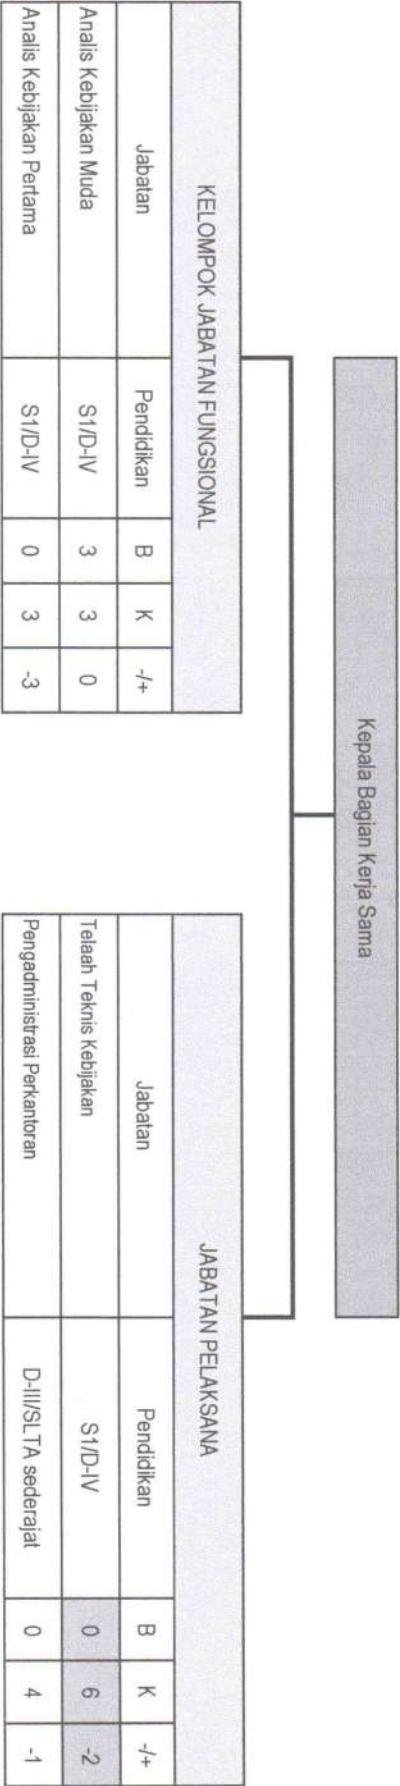 Kepala Bagian Kerja Sama
KELOMPOK JABATAN FUNGSIONAL
Jabatan Pendidikan B K -/+
Analis Kebijakan Muda S1/D-IV 3 3 0
Analis Kebijakan Pertama S1/D-IV 0 3 -3
JABATAN PELAKSANA
Jabatan Pendidikan B K -/+
Telaah Teknis Kebijakan S1/D-IV 0 6 -2
Pengadministrasi Perkantoran D-III/SLTA sederajat 0 4 -1